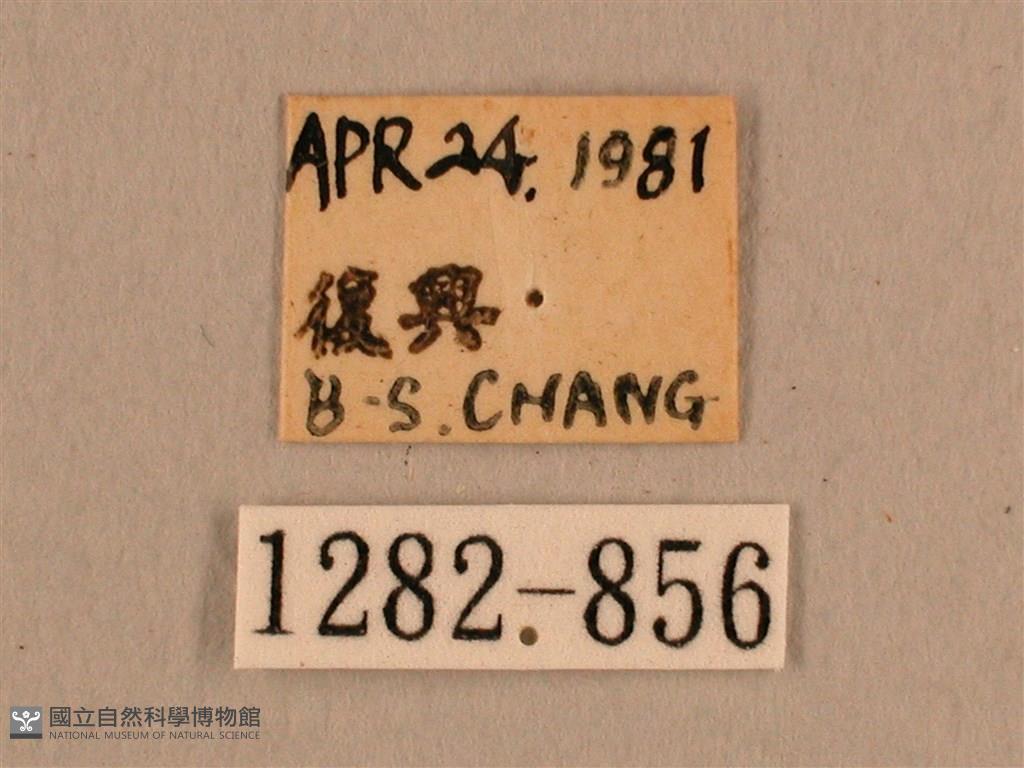 APR 24. 1981
復興
B-S. CHANG
1282-856
國立自然科學博物館
NATIONAL MUSEUM OF NATURAL SCIENCE